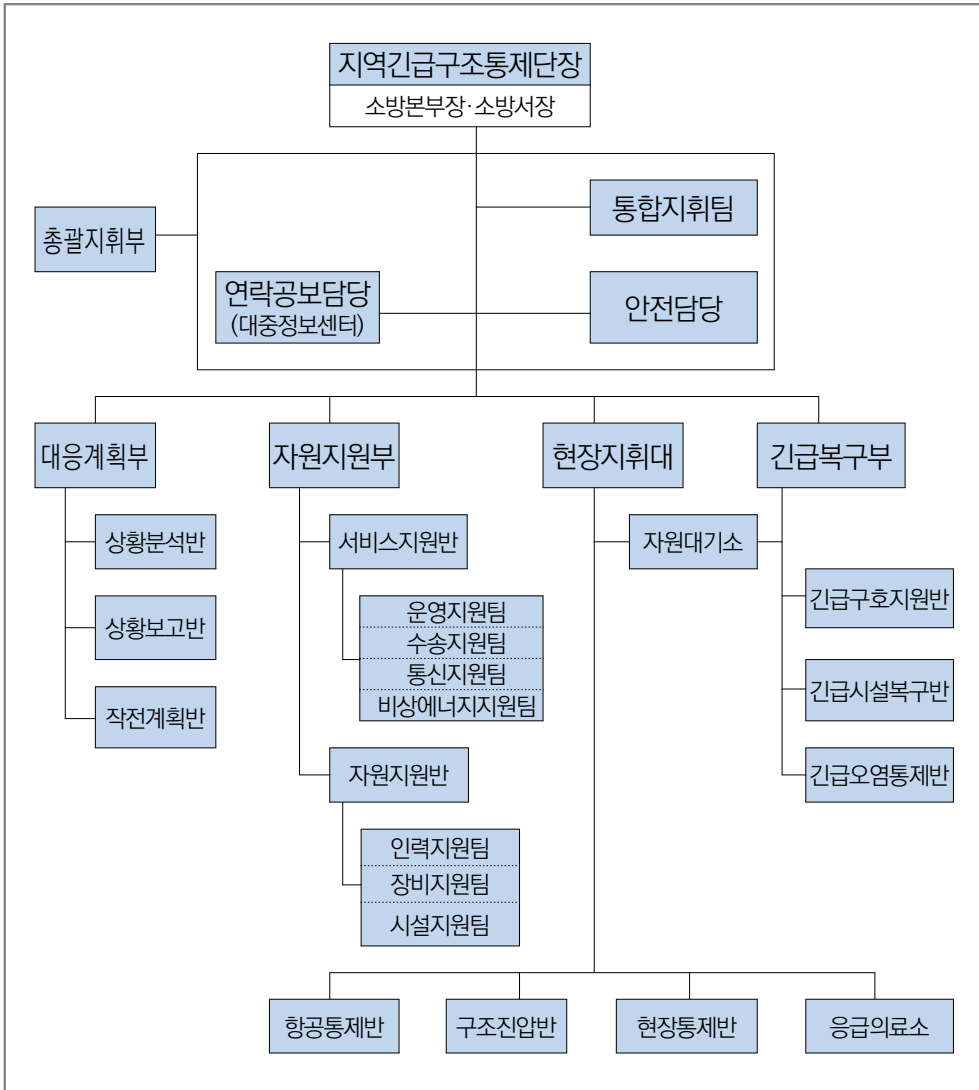 지역긴급구조통제단장
소방본부장·소방서장
통합지휘팀
총괄지휘부
연락공보담당
(대중정보센터)
안전담당
대응계획부
자원지원부
현장지휘대
긴급복구부
상황분석반
서비스지원반
자원대기소
긴급구호지원반
운영지원팀
수송지원팀
통신지원팀
비상에너지지원팀
상황보고반
긴급시설복구반
작전계획반
자원지원반
긴급오염통제반
인력지원팀
장비지원팀
시설지원팀
항공통제반
구조진압반
현장통제반
응급의료소